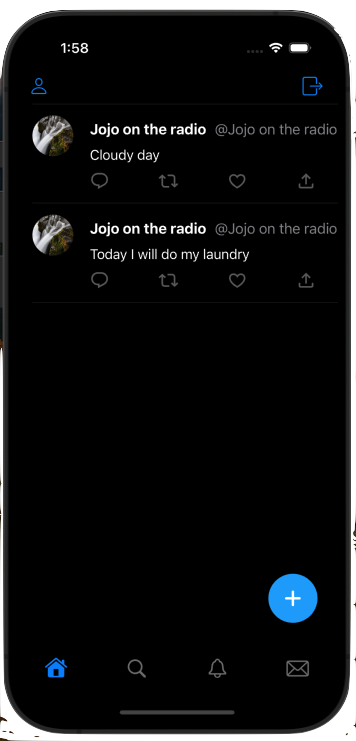 1:58
Jojo on the radio @Jojo on the radio
Cloudy day
Jojo on the radio @Jojo on the radio
Today I will do my laundry